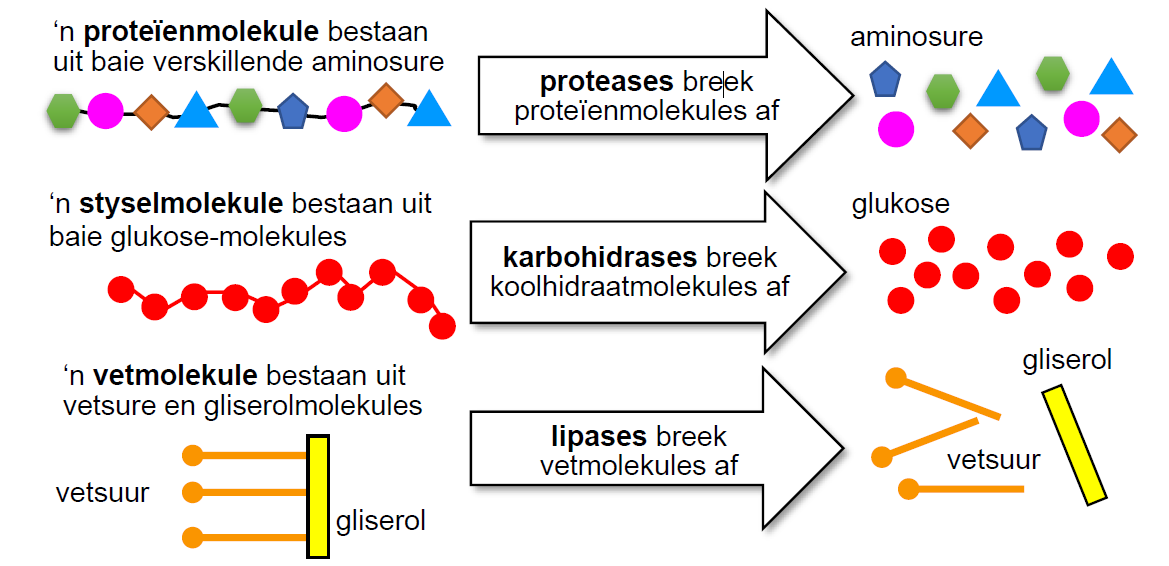 ‘n proteïenmolekule bestaan
uit baie verskillende aminosure
proteases breek
proteïenmolekules af
aminosure
‘n styselmolekule bestaan uit
baie glukose-molekules
karbohidrases breek
koolhidraatmolekules af
glukose
‘n vetmolekule bestaan uit
vetsure en gliserolmolekules
vetsuur
gliserol
lipases breek
vetmolekules af
gliserol
vetsuur